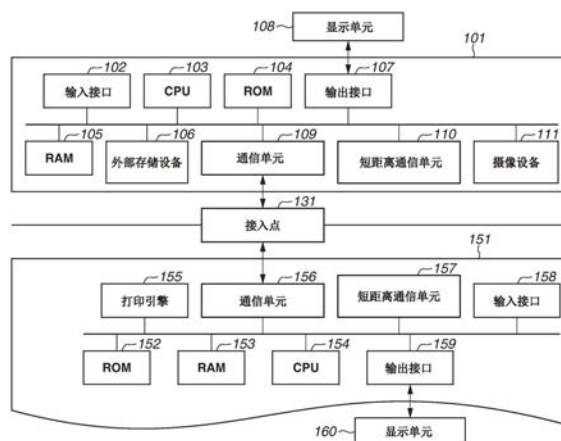 108 显示单元
101
102 103 104 107
输入接口 CPU ROM 输出接口
105 106 109 110 111
RAM 外部存储设备 通信单元 短距离通信单元 摄像设备
131
接入点
151
155 156 157 158
打印引擎 通信单元 短距离通信单元 输入接口
152 153 154 159
ROM RAM CPU 输出接口
160 显示单元